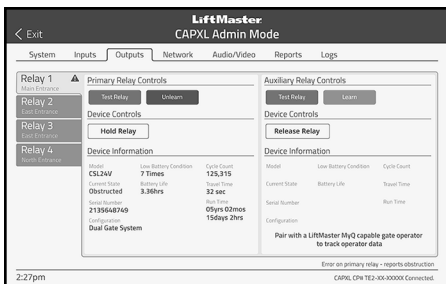 LiftMaster
Exit
CAPXL Admin Mode
System Inputs Outputs Network Audio/Video Reports Logs
Relay 1
Main Entrance
Relay 2
East Entrance
Relay 3
East Entrance
Relay 4
North Entrance
Primary Relay Controls
Test Relay Unlearn
Device Controls
Hold Relay
Device Information
Model Low Battery Condition Cycle Count
CSL24V 7 Times 125,315
Current State Battery Life Travel Time
Obstructed 3.36hrs 32 sec
Serial Number Run Time
2135648749 05yrs 02mos
15days 2hrs
Configuration
Dual Gate System
Auxiliary Relay Controls
Test Relay Learn
Device Controls
Release Relay
Device Information
Model Low Battery Condition Cycle Count
Current State Battery Life Travel Time
Serial Number Run Time
Configuration
Pair with a LiftMaster MyQ capable gate operator
to track operator data
Error on primary relay - reports obstruction
2:27pm
CAPXL CP# TE2-XX-XXXXX Connected.